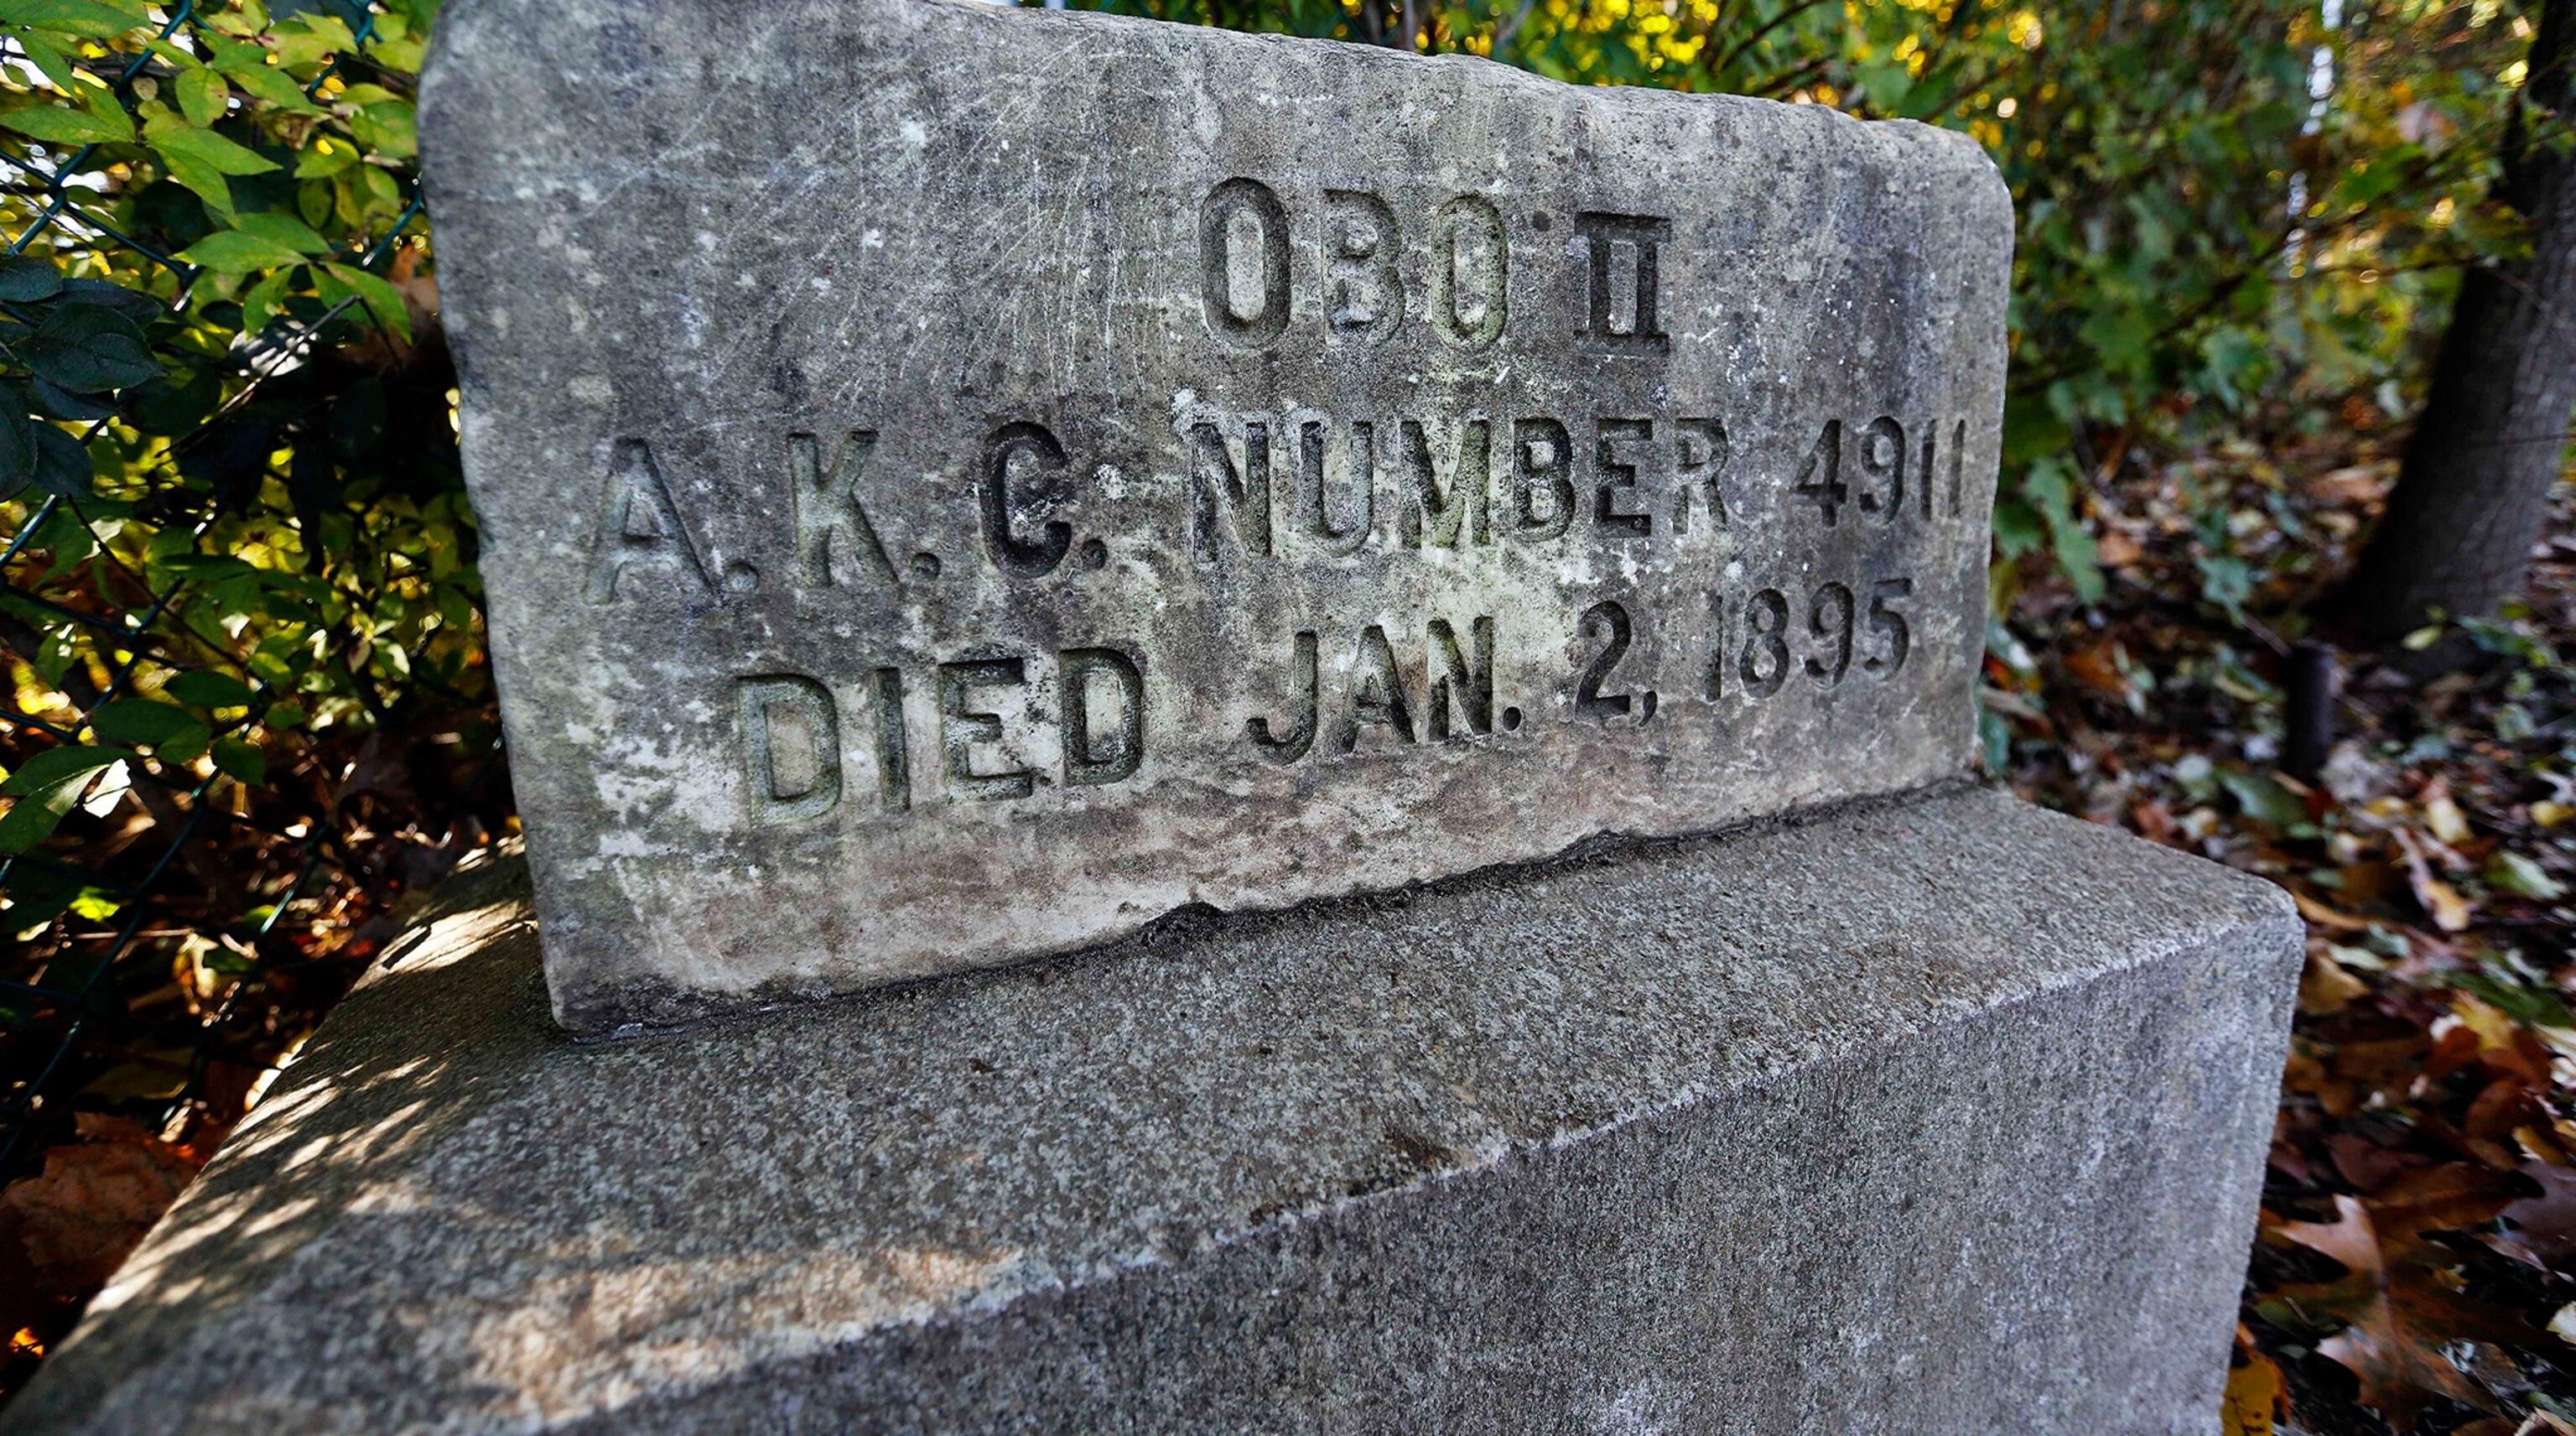 OBO II
A.K.C. NUMBER 4911
DIED JAN. 2, 1895